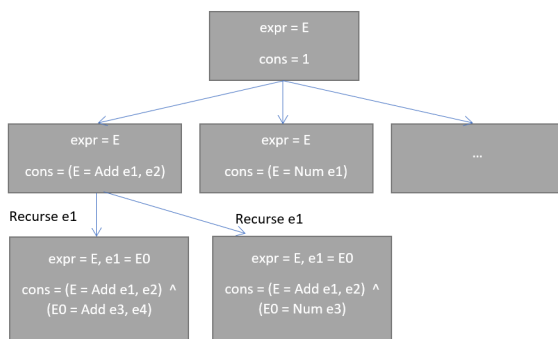 expr = E
cons = 1
expr = E
cons = (E = Add e1, e2)
expr = E
cons = (E = Num e1)
...
Recurse e1
Recurse e1
expr = E, e1 = E0
cons = (E = Add e1, e2) ^
(E0 = Add e3, e4)
expr = E, e1 = E0
cons = (E = Add e1, e2) ^
(E0 = Num e3)